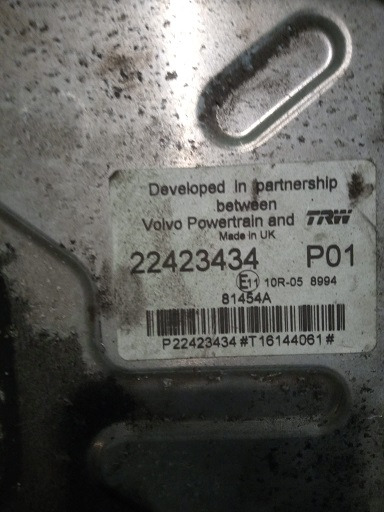 Developed in partnership
between
Volvo Powertrain and TRW
Made in UK
22423434 P01
E11 10R-05 8994
81454A
P22423434#T16144061#